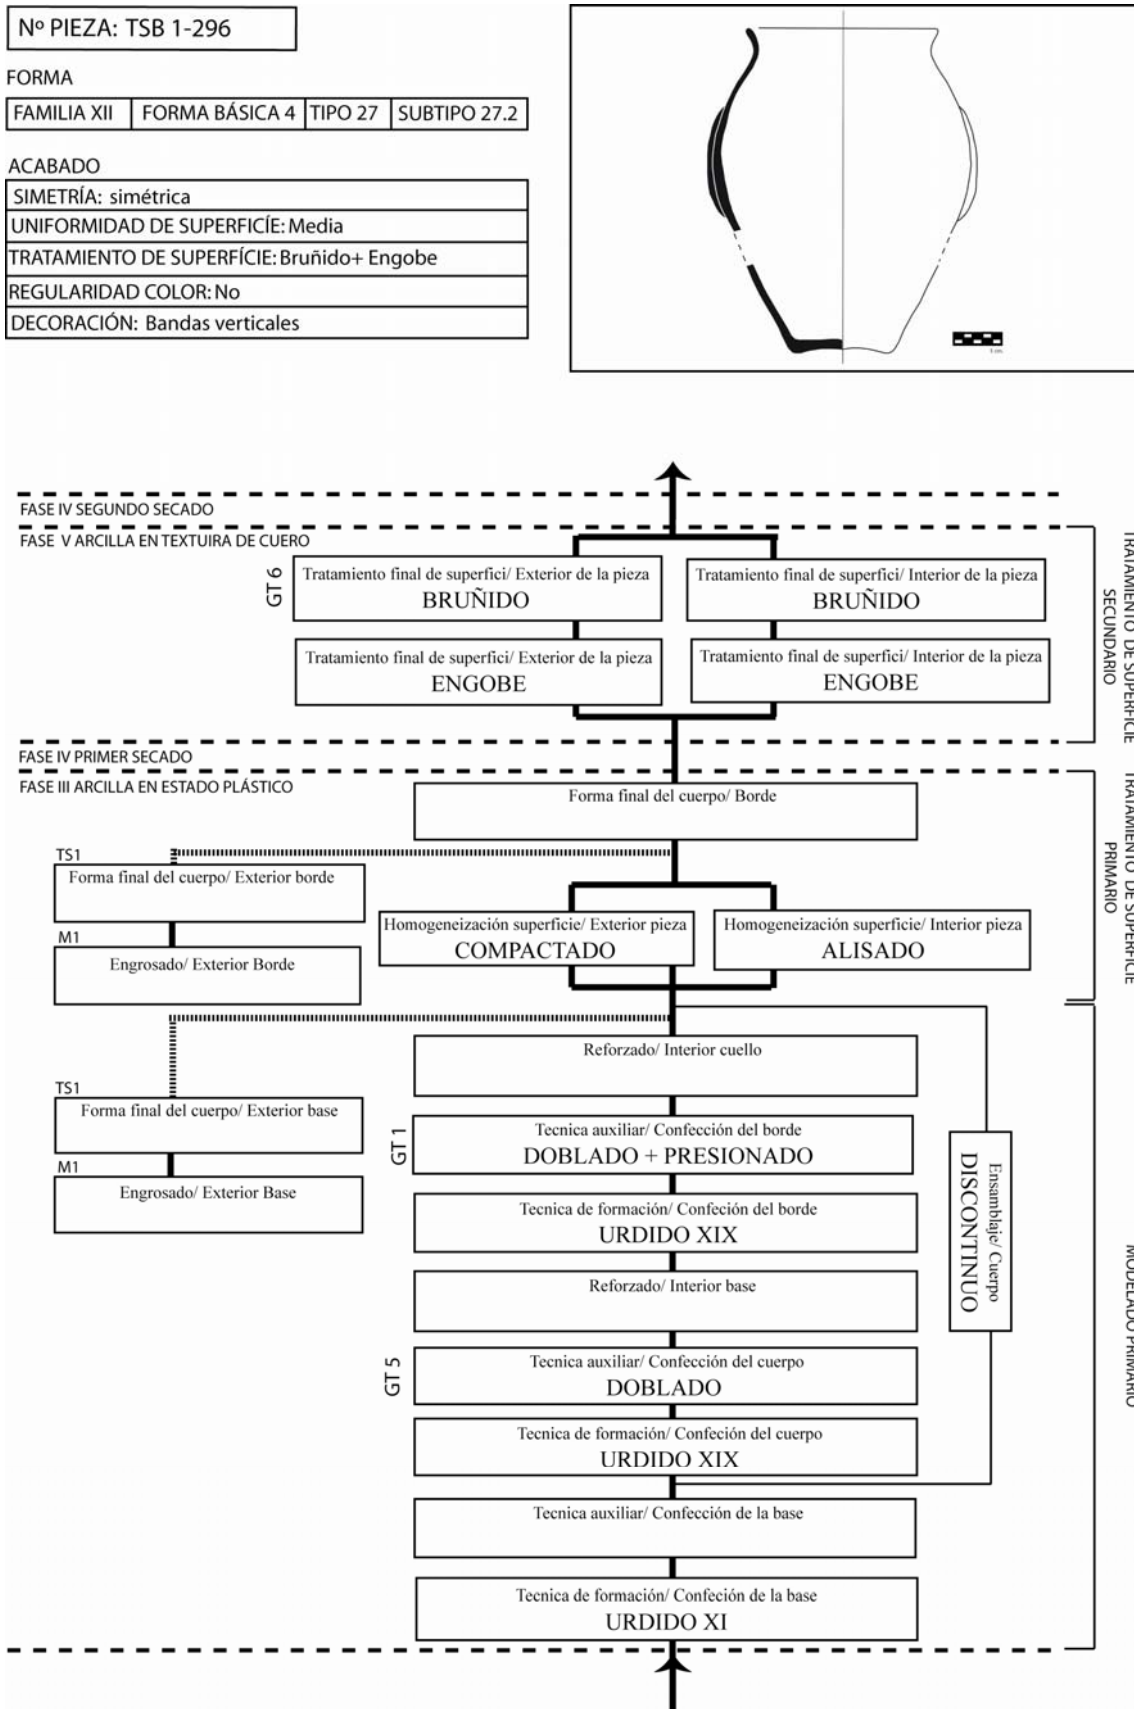 Nº PIEZA: TSB 1-296
FORMA
FAMILIA XII FORMA BÁSICA 4 TIPO 27 SUBTIPO 27.2
ACABADO
SIMETRÍA: simétrica
UNIFORMIDAD DE SUPERFICÍE: Media
TRATAMIENTO DE SUPERFÍCIE: Bruñido+ Engobe
REGULARIDAD COLOR: No
DECORACIÓN: Bandas verticales
FASE IV SEGUNDO SECADO
FASE V ARCILLA EN TEXTUIRA DE CUERO
GT 6
Tratamiento final de superfici/ Exterior de la pieza
BRUÑIDO
Tratamiento final de superfici/ Interior de la pieza
BRUÑIDO
Tratamiento final de superfici/ Exterior de la pieza
ENGOBE
Tratamiento final de superfici/ Interior de la pieza
ENGOBE
TRATAMIENTO DE SUPERFICIE
SECUNDARIO
FASE IV PRIMER SECADO
FASE III ARCILLA EN ESTADO PLÁSTICO
Forma final del cuerpo/ Borde
TS1
Forma final del cuerpo/ Exterior borde
M1
Engrosado/ Exterior Borde
Homogeneización superficie/ Exterior pieza
COMPACTADO
Homogeneización superficie/ Interior pieza
ALISADO
TRATAMIENTO DE SUPERFICIE
PRIMARIO
Reforzado/ Interior cuello
TS1
Forma final del cuerpo/ Exterior base
M1
Engrosado/ Exterior Base
GT 1
Tecnica auxiliar/ Confección del borde
DOBLADO + PRESIONADO
Tecnica de formación/ Confeción del borde
URDIDO XIX
Reforzado/ Interior base
GT 5
Tecnica auxiliar/ Confección del cuerpo
DOBLADO
Tecnica de formación/ Confeción del cuerpo
URDIDO XIX
Ensamblaje/ Cuerpo
DISCONTINUO
Tecnica auxiliar/ Confección de la base
Tecnica de formación/ Confeción de la base
URDIDO XI
MODELADO PRIMARIO